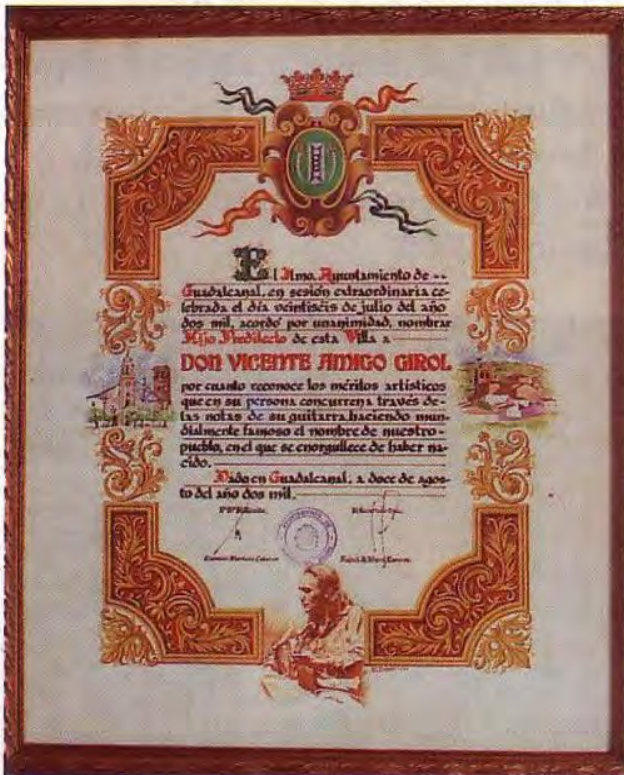 El Ilmo. Ayuntamiento de --
Guadalcanal, en sesión extraordinaria ce-
lebrada el día veintiséis de julio del año
dos mil, acordó por unanimidad, nombrar
Hijo Predilecto de esta Villa a
DON VICENTE AMIGO GIROL
por cuanto reconoce los méritos artísticos
que en su persona concurren a través de-
las notas de su guitarra haciendo mun-
dialmente famoso el nombre de nuestro-
pueblo, en el que se enorgullece de haber na-
cido.
Dado en Guadalcanal, a doce de agos-
to del año dos mil.